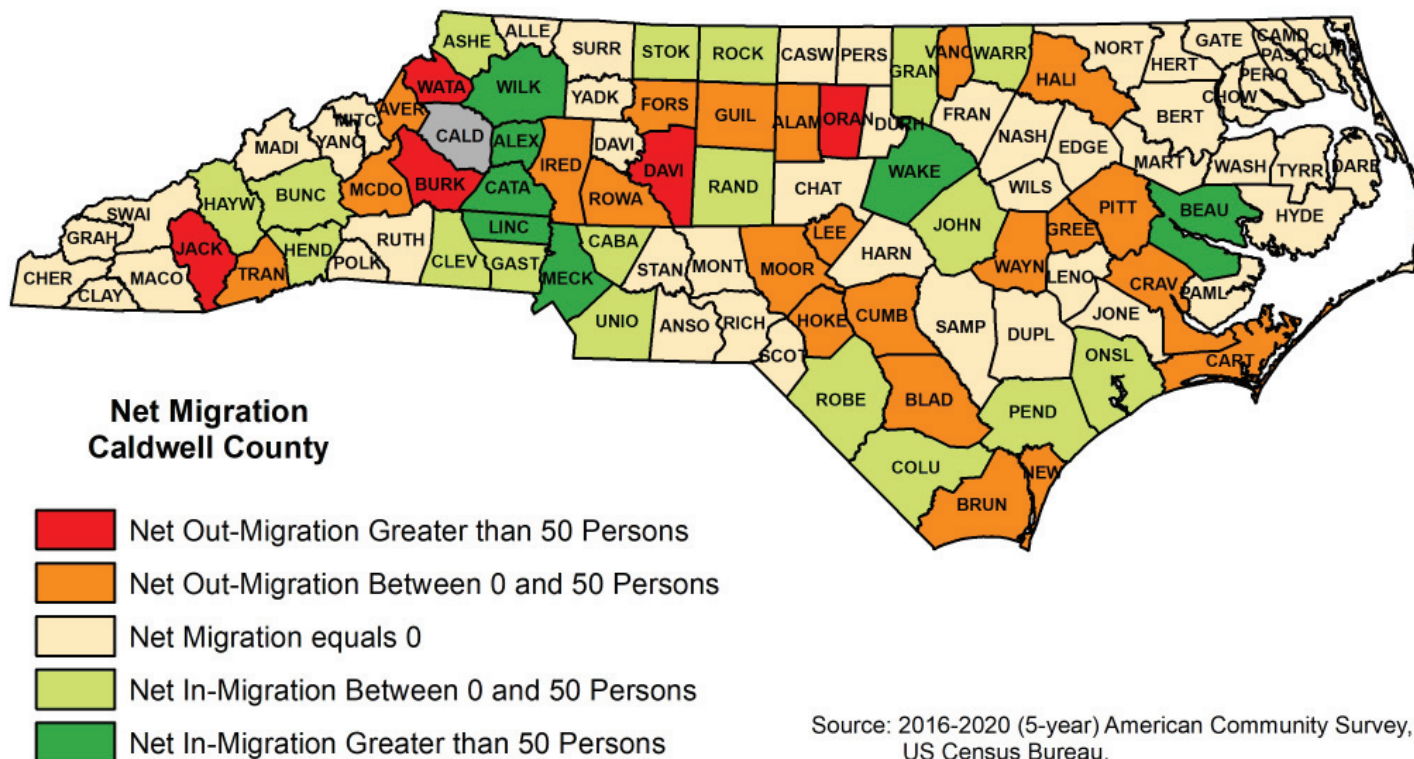 ASHE
ALLE
SURR
STOK
ROCK
CASW
PERS
GRAN
VANC
WARR
NORT
GATE
CAMD
PASQ
CURR
HERT
PERQ
CHOW
HALI
BERT
WATA
WILK
YADK
FORS
GUIL
ALAM
ORAN
DURH
FRAN
NASH
EDGE
MART
WASH
TYRR
DARE
AVER
MITC
YANC
MADI
CALD
ALEX
IRED
DAVI
DAVI
RAND
CHAT
WAKE
WILS
PITT
BEAU
HYDE
MCDO
BURK
CATA
ROWA
BUNC
HAYW
SWAI
GRAH
JACK
HEND
RUTH
LINC
CABA
LEE
JOHN
GREE
CHER
MACO
CLAY
TRAN
POLK
CLEV
GAST
MECK
STAN
MONT
MOOR
HARN
WAYN
LENO
CRAV
PAML
UNIO
ANSO
RICH
SCOT
HOKE
CUMB
SAMP
DUPL
JONE
ONSL
CART
ROBE
BLAD
PEND
COLU
BRUN
NEW
Net Migration
Caldwell County
Net Out-Migration Greater than 50 Persons
Net Out-Migration Between 0 and 50 Persons
Net Migration equals 0
Net In-Migration Between 0 and 50 Persons
Net In-Migration Greater than 50 Persons
Source: 2016-2020 (5-year) American Community Survey,
US Census Bureau.